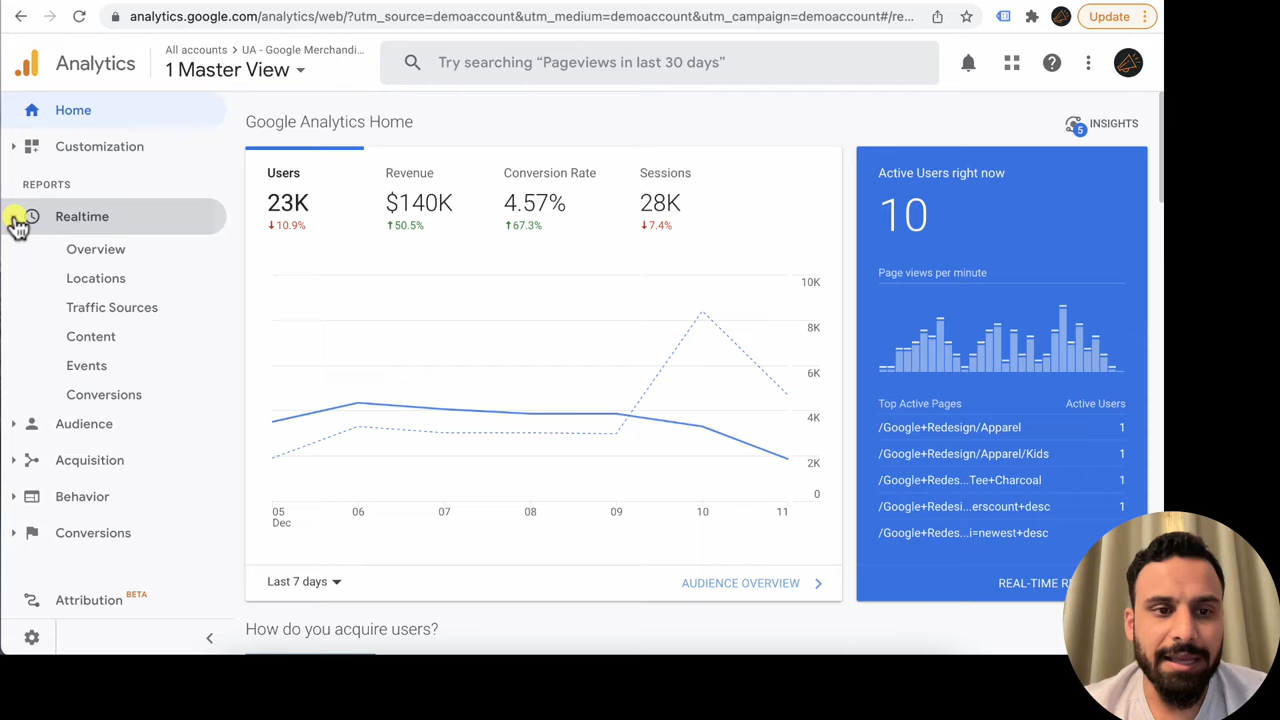 analytics.google.com/analytics/web/?utm_source=demoaccount&utm_medium=demoaccount&utm_campaign=demoaccount#/re...
Update
Analytics
All accounts > UA - Google Merchandi...
1 Master View
Try searching “Pageviews in last 30 days”
Home
Customization
REPORTS
Realtime
Overview
Locations
Traffic Sources
Content
Events
Conversions
Audience
Acquisition
Behavior
Conversions
Attribution BETA
Google Analytics Home
5
INSIGHTS
Users
23K
10.9%
Revenue
$140K
50.5%
Conversion Rate
4.57%
67.3%
Sessions
28K
7.4%
10K
8K
6K
4K
2K
0
05 06 07 08 09 10 11
Dec
Last 7 days
AUDIENCE OVERVIEW
Active Users right now
10
Page views per minute
Top Active Pages Active Users
/Google+Redesign/Apparel 1
/Google+Redesign/Apparel/Kids 1
/Google+Redes...Tee+Charcoal 1
/Google+Redesi...erscount+desc 1
/Google+Redes...i=newest+desc
REAL-TIME RE
How do you acquire users?